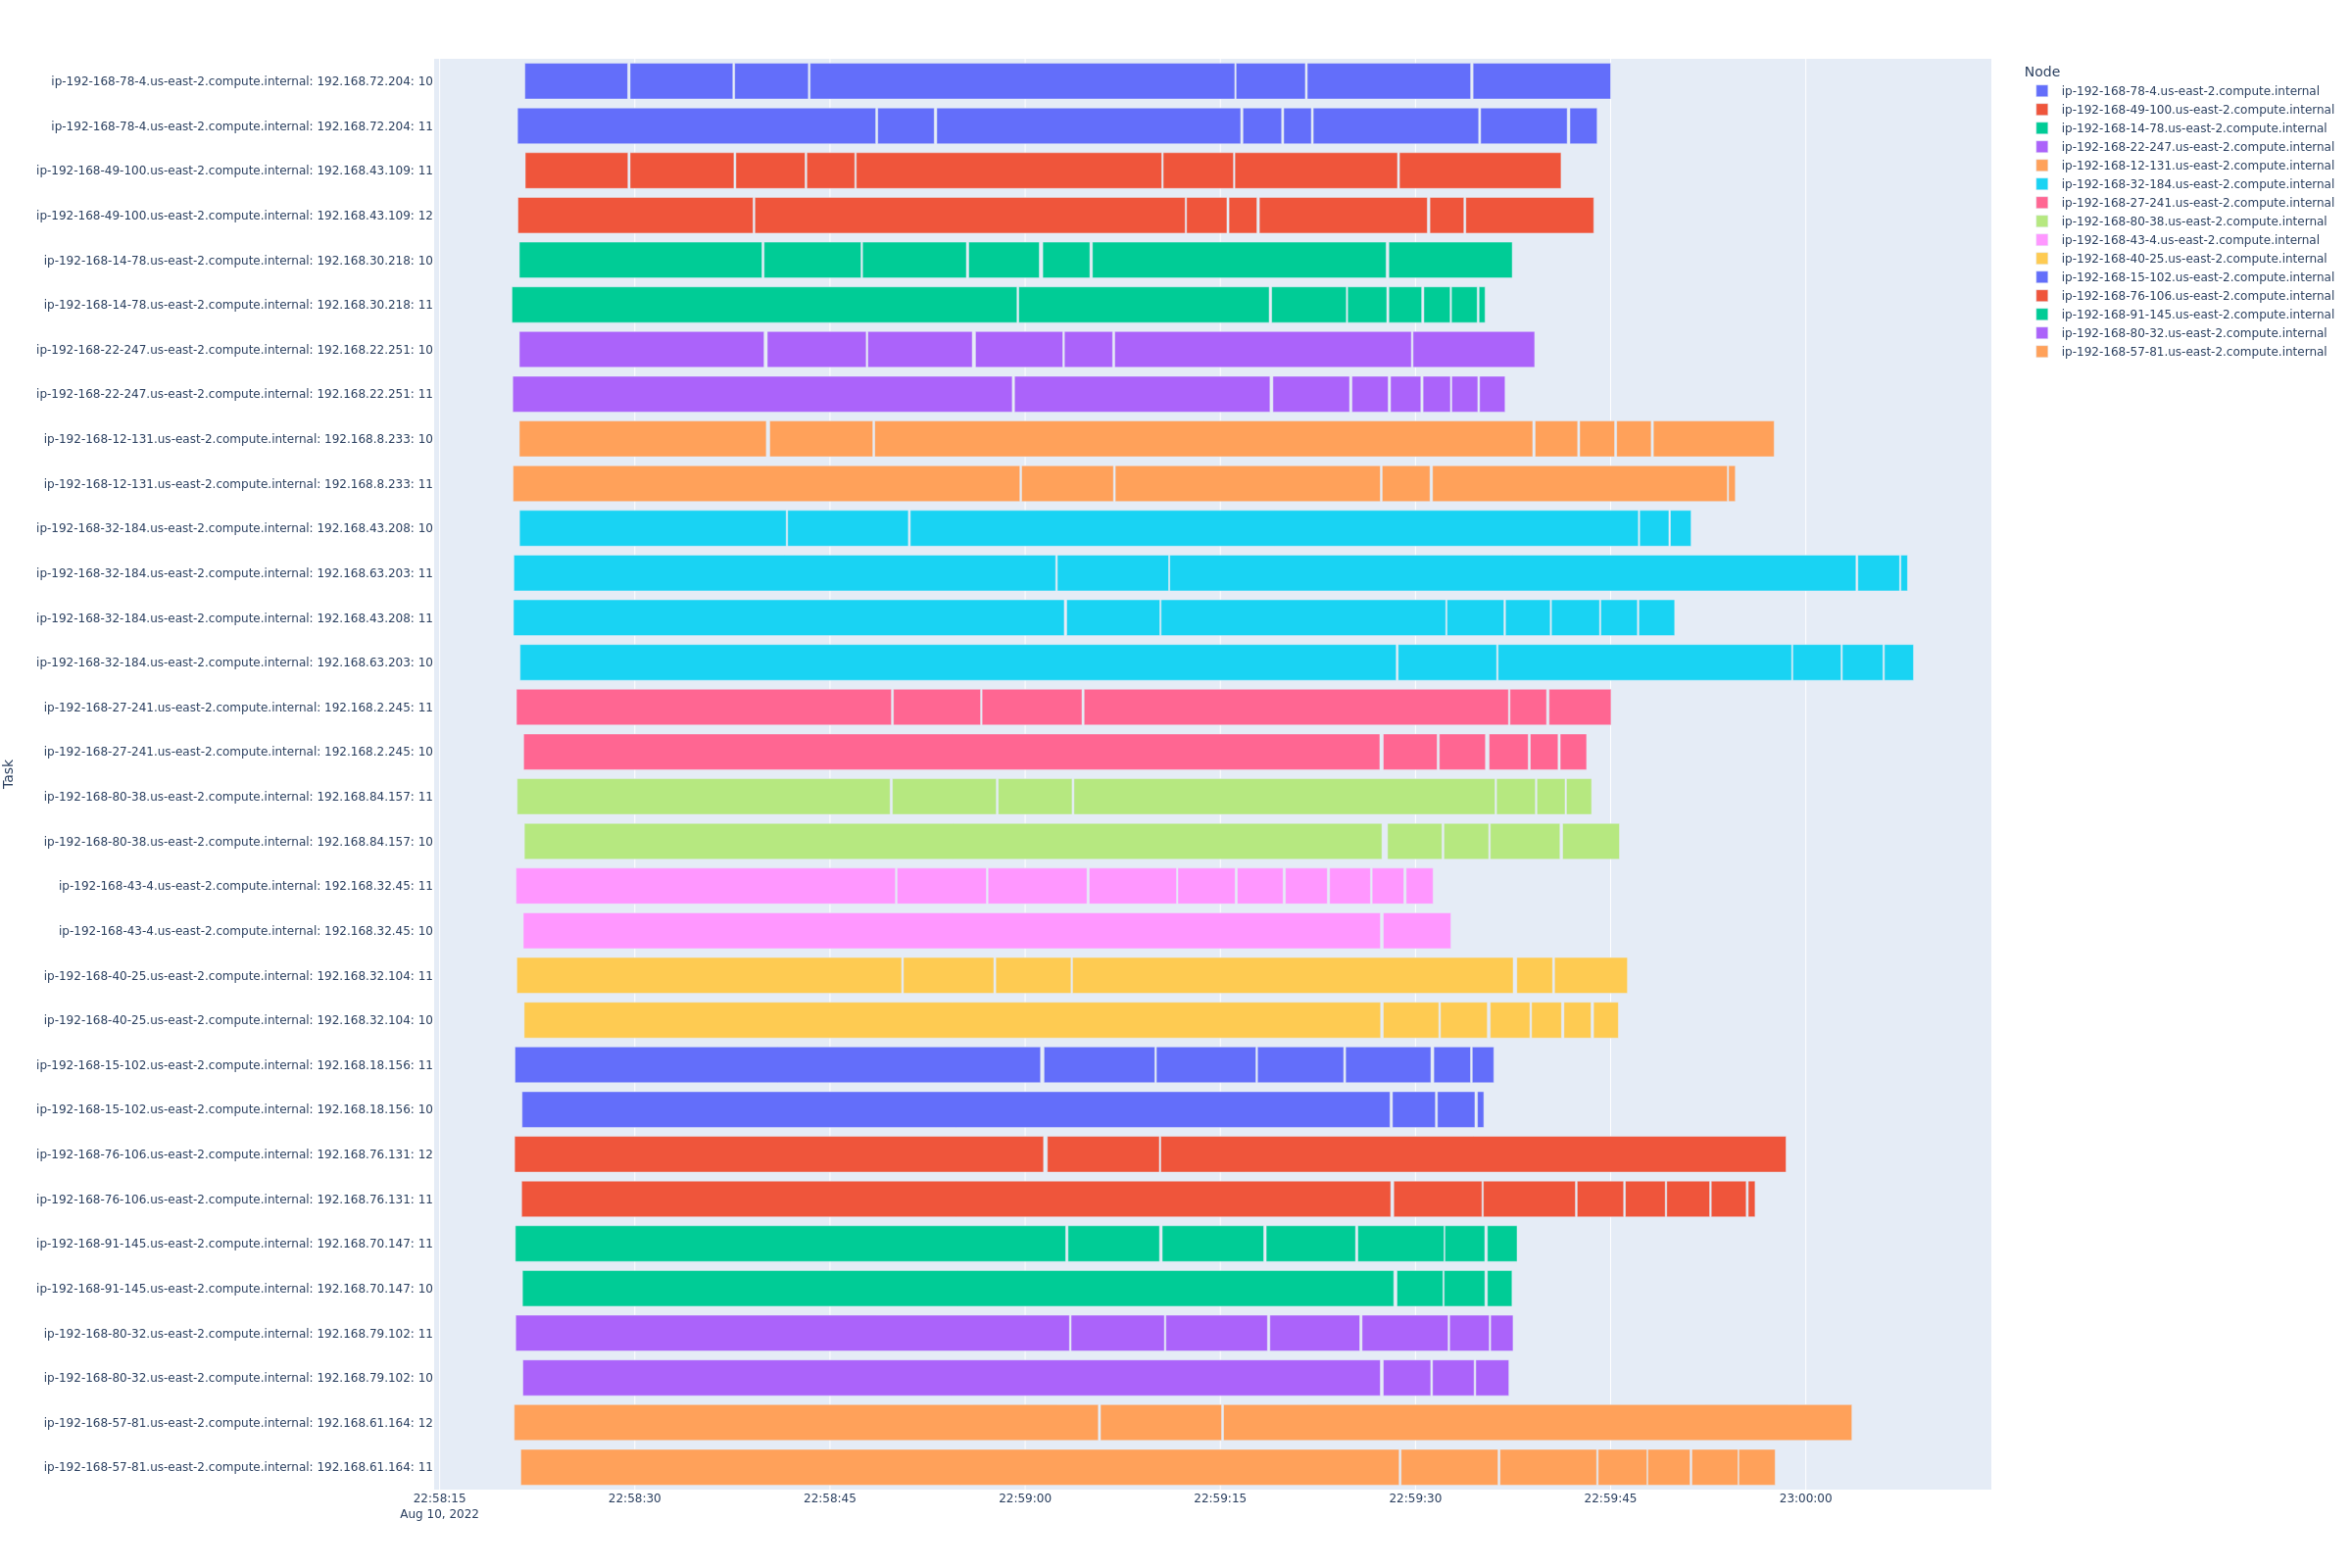 Node
ip-192-168-78-4.us-east-2.compute.internal
ip-192-168-49-100.us-east-2.compute.internal
ip-192-168-14-78.us-east-2.compute.internal
ip-192-168-22-247.us-east-2.compute.internal
ip-192-168-12-131.us-east-2.compute.internal
ip-192-168-32-184.us-east-2.compute.internal
ip-192-168-27-241.us-east-2.compute.internal
ip-192-168-80-38.us-east-2.compute.internal
ip-192-168-43-4.us-east-2.compute.internal
ip-192-168-40-25.us-east-2.compute.internal
ip-192-168-15-102.us-east-2.compute.internal
ip-192-168-76-106.us-east-2.compute.internal
ip-192-168-91-145.us-east-2.compute.internal
ip-192-168-80-32.us-east-2.compute.internal
ip-192-168-57-81.us-east-2.compute.internal
Task
ip-192-168-78-4.us-east-2.compute.internal: 192.168.72.204: 10
ip-192-168-78-4.us-east-2.compute.internal: 192.168.72.204: 11
ip-192-168-49-100.us-east-2.compute.internal: 192.168.43.109: 11
ip-192-168-49-100.us-east-2.compute.internal: 192.168.43.109: 12
ip-192-168-14-78.us-east-2.compute.internal: 192.168.30.218: 10
ip-192-168-14-78.us-east-2.compute.internal: 192.168.30.218: 11
ip-192-168-22-247.us-east-2.compute.internal: 192.168.22.251: 10
ip-192-168-22-247.us-east-2.compute.internal: 192.168.22.251: 11
ip-192-168-12-131.us-east-2.compute.internal: 192.168.8.233: 10
ip-192-168-12-131.us-east-2.compute.internal: 192.168.8.233: 11
ip-192-168-32-184.us-east-2.compute.internal: 192.168.43.208: 10
ip-192-168-32-184.us-east-2.compute.internal: 192.168.63.203: 11
ip-192-168-32-184.us-east-2.compute.internal: 192.168.43.208: 11
ip-192-168-32-184.us-east-2.compute.internal: 192.168.63.203: 10
ip-192-168-27-241.us-east-2.compute.internal: 192.168.2.245: 11
ip-192-168-27-241.us-east-2.compute.internal: 192.168.2.245: 10
ip-192-168-80-38.us-east-2.compute.internal: 192.168.84.157: 11
ip-192-168-80-38.us-east-2.compute.internal: 192.168.84.157: 10
ip-192-168-43-4.us-east-2.compute.internal: 192.168.32.45: 11
ip-192-168-43-4.us-east-2.compute.internal: 192.168.32.45: 10
ip-192-168-40-25.us-east-2.compute.internal: 192.168.32.104: 11
ip-192-168-40-25.us-east-2.compute.internal: 192.168.32.104: 10
ip-192-168-15-102.us-east-2.compute.internal: 192.168.18.156: 11
ip-192-168-15-102.us-east-2.compute.internal: 192.168.18.156: 10
ip-192-168-76-106.us-east-2.compute.internal: 192.168.76.131: 12
ip-192-168-76-106.us-east-2.compute.internal: 192.168.76.131: 11
ip-192-168-91-145.us-east-2.compute.internal: 192.168.70.147: 11
ip-192-168-91-145.us-east-2.compute.internal: 192.168.70.147: 10
ip-192-168-80-32.us-east-2.compute.internal: 192.168.79.102: 11
ip-192-168-80-32.us-east-2.compute.internal: 192.168.79.102: 10
ip-192-168-57-81.us-east-2.compute.internal: 192.168.61.164: 12
ip-192-168-57-81.us-east-2.compute.internal: 192.168.61.164: 11
22:58:15 22:58:30 22:58:45 22:59:00 22:59:15 22:59:30 22:59:45 23:00:00
Aug 10, 2022